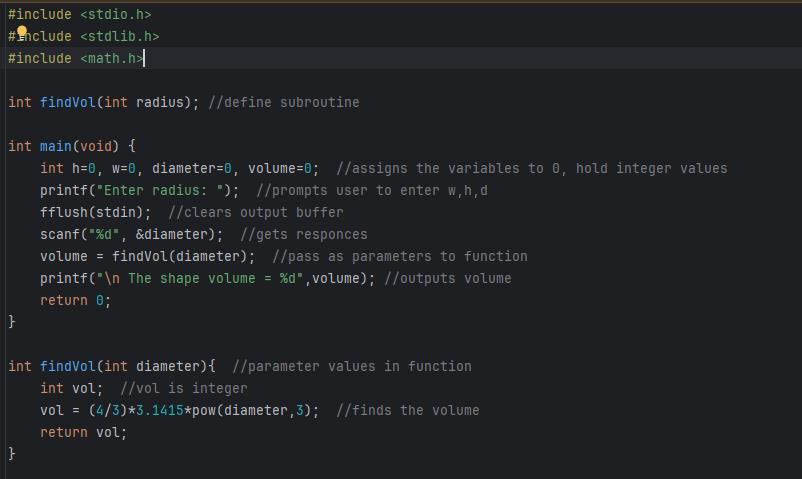 #include <stdio.h>
#include <stdlib.h>
#include <math.h>
int findVol(int radius); //define subroutine
int main(void) {
int h=0, w=0, diameter=0, volume=0;  //assigns the variables to 0, hold integer values
printf("Enter radius: ");  //prompts user to enter w,h,d
fflush(stdin);  //clears output buffer
scanf("%d", &diameter);  //gets responces
volume = findVol(diameter);  //pass as parameters to function
printf("\n The shape volume = %d",volume); //outputs volume
return 0;
}
int findVol(int diameter){  //parameter values in function
int vol;  //vol is integer
vol = (4/3)*3.1415*pow(diameter,3);  //finds the volume
return vol;
}